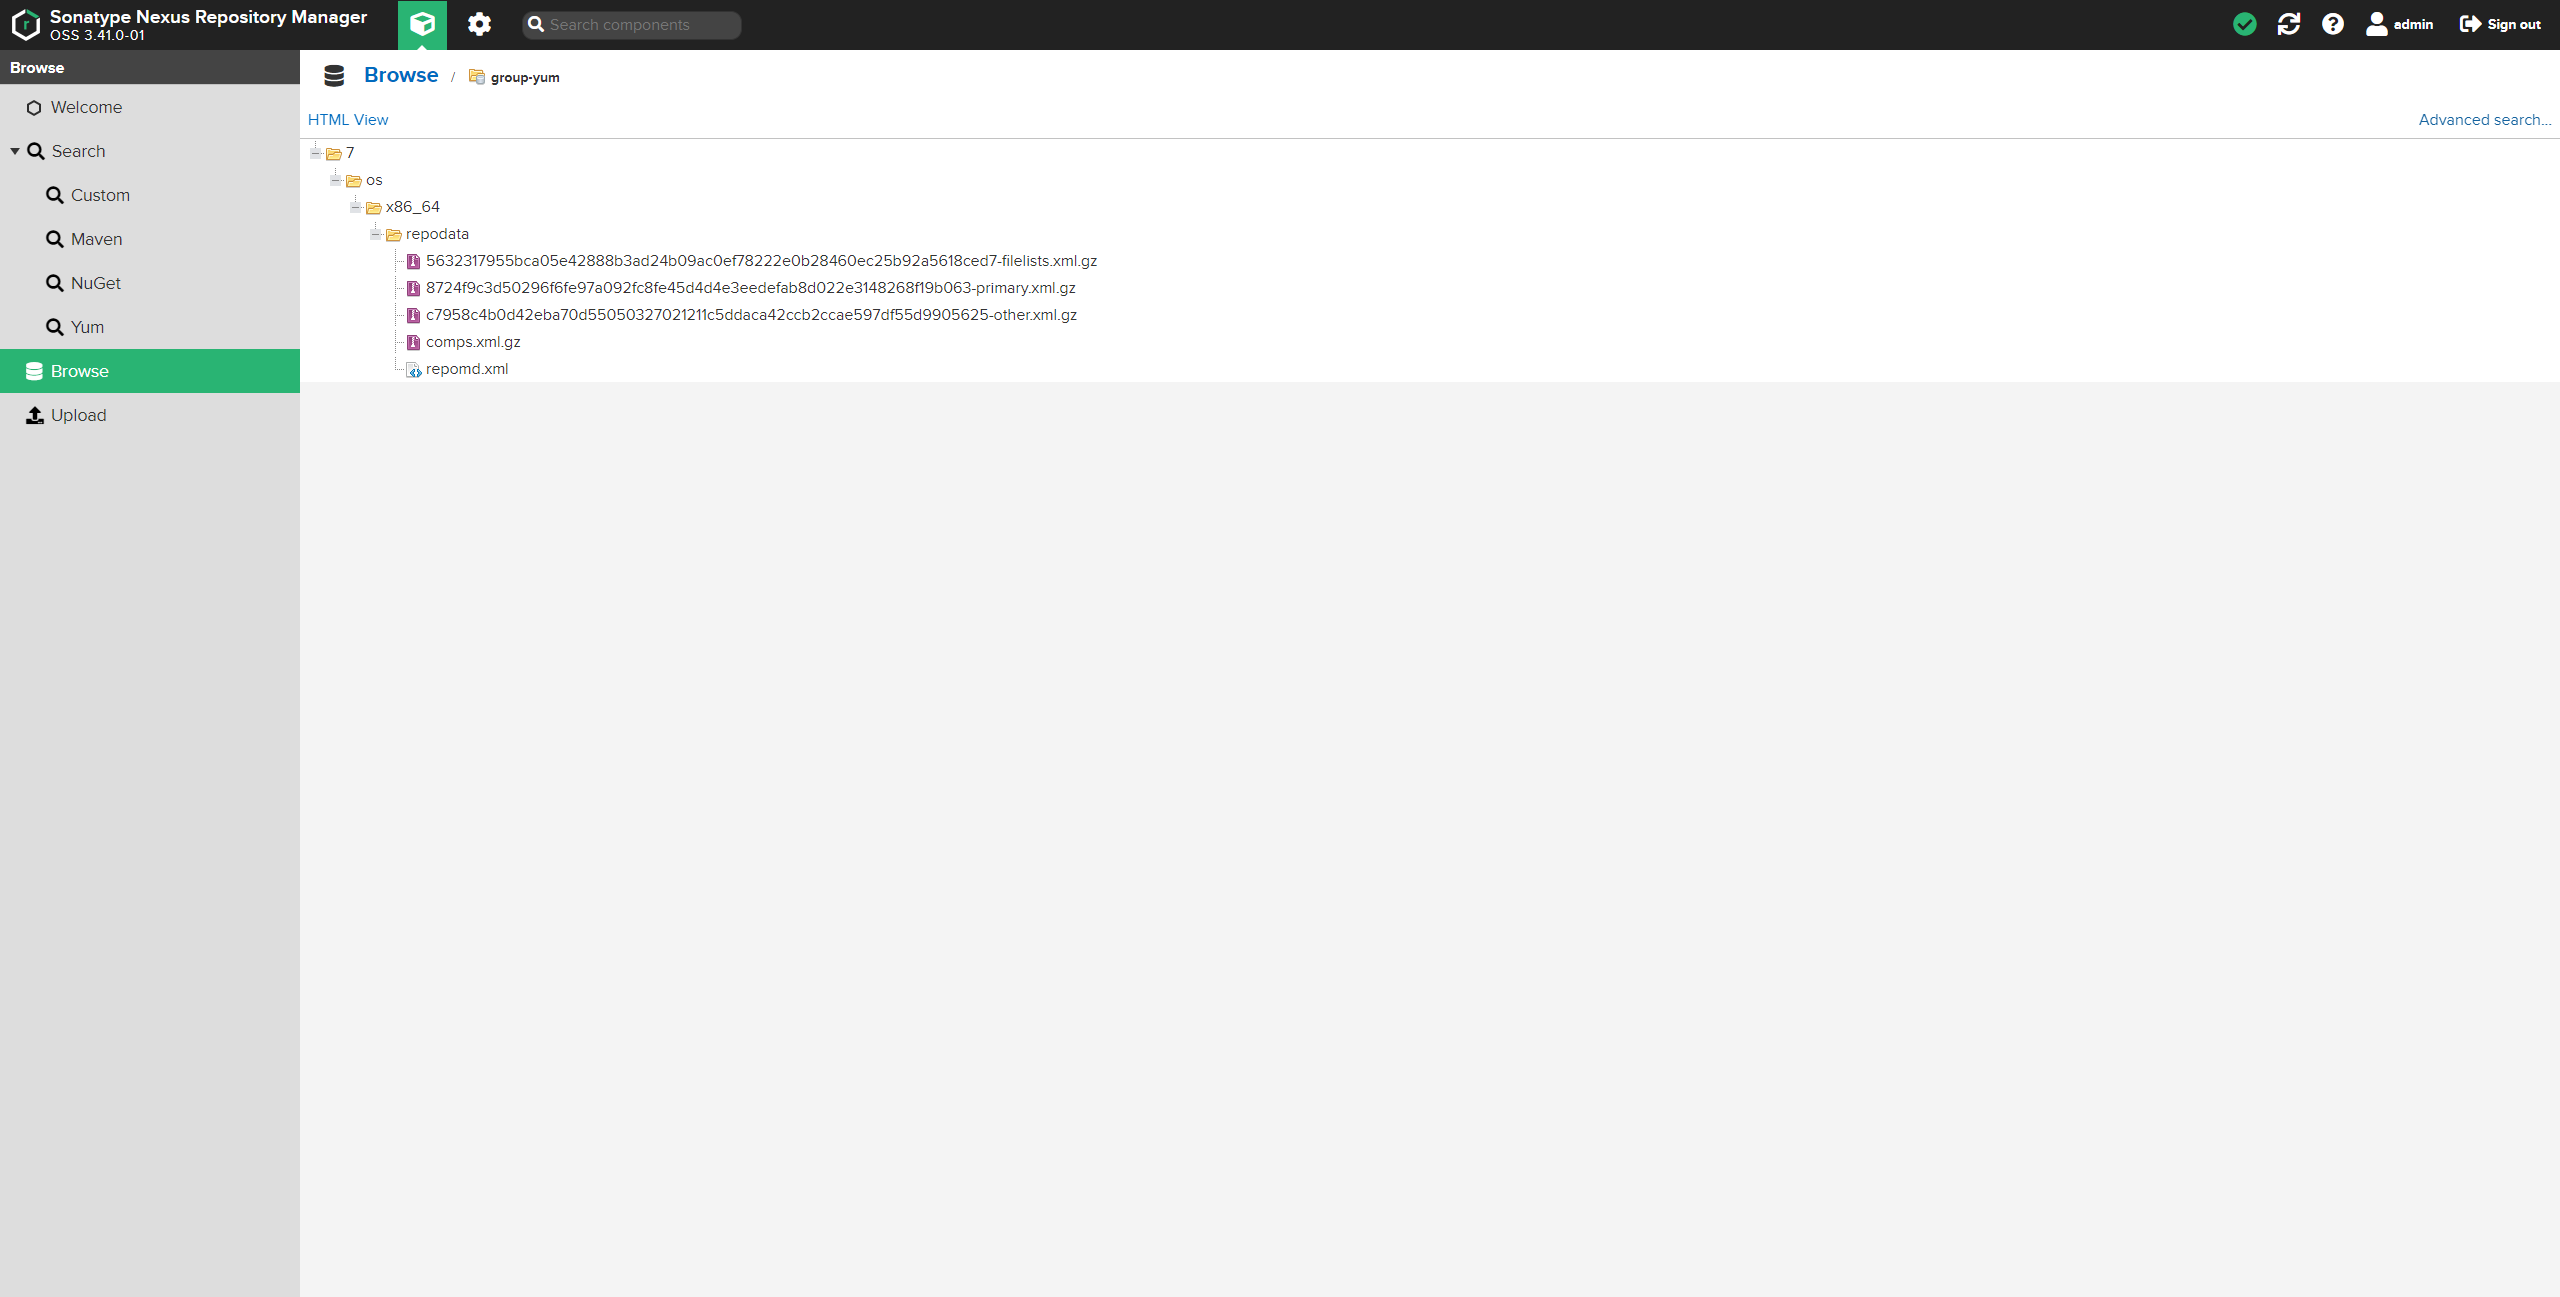 Sonatype Nexus Repository Manager
OSS 3.41.0-01
Search components
admin
Sign out
Browse
Welcome
Search
Custom
Maven
NuGet
Yum
Browse
Upload
Browse / group-yum
HTML View
Advanced search...
7
os
x86_64
repodata
5632317955bca05e42888b3ad24b09ac0ef78222e0b28460ec25b92a5618ced7-filelists.xml.gz
8724f9c3d50296f6fe97a092fc8fe45d4d4e3eedefab8d022e3148268f19b063-primary.xml.gz
c7958c4b0d42eba70d55050327021211c5ddaca42ccb2ccae597df55d9905625-other.xml.gz
comps.xml.gz
repomd.xml